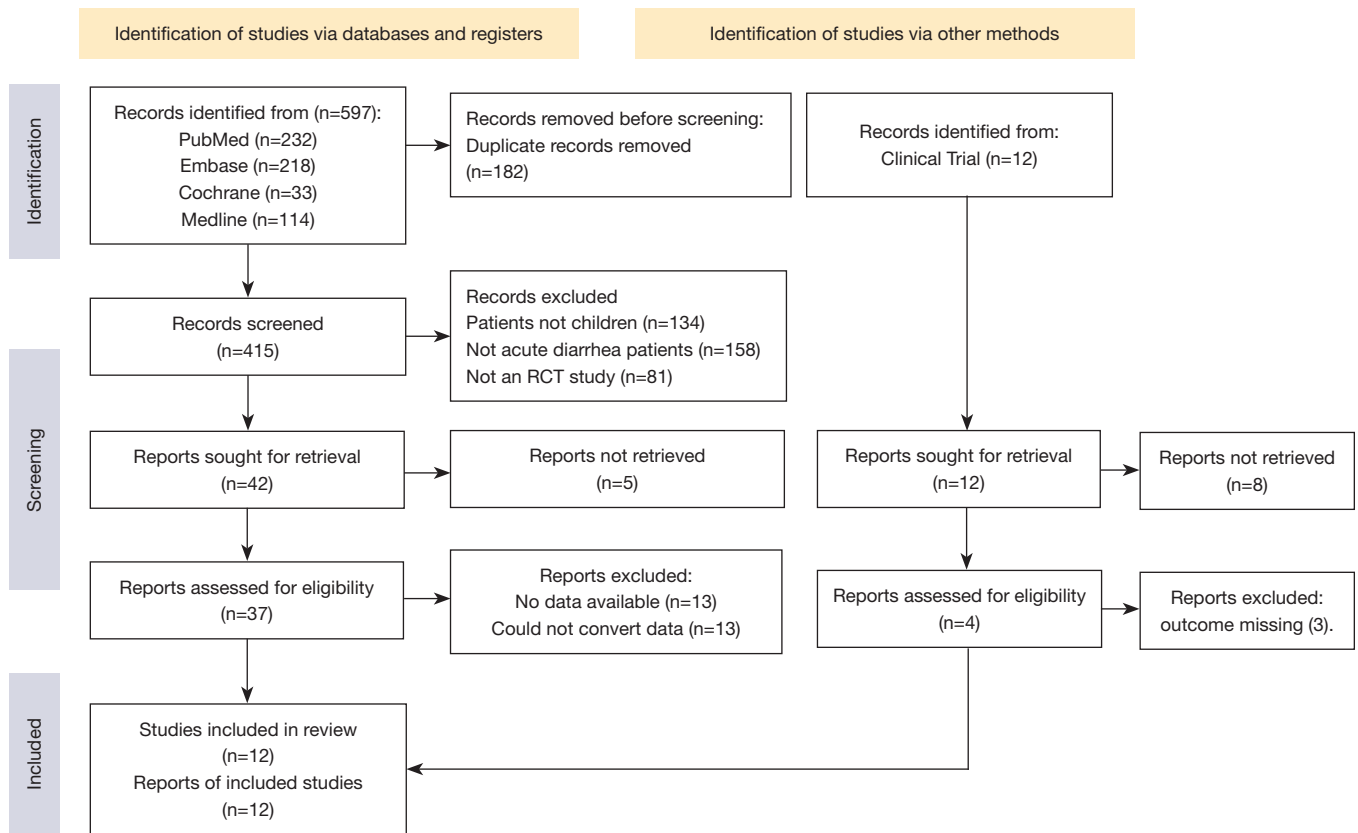 Identification of studies via databases and registers
Identification of studies via other methods
Identification
Records identified from (n=597):
PubMed (n=232)
Embase (n=218)
Cochrane (n=33)
Medline (n=114)
Records removed before screening:
Duplicate records removed
(n=182)
Records identified from:
Clinical Trial (n=12)
Screening
Records screened
(n=415)
Records excluded
Patients not children (n=134)
Not acute diarrhea patients (n=158)
Not an RCT study (n=81)
Reports sought for retrieval
(n=42)
Reports not retrieved
(n=5)
Reports sought for retrieval
(n=12)
Reports not retrieved
(n=8)
Reports assessed for eligibility
(n=37)
Reports excluded:
No data available (n=13)
Could not convert data (n=13)
Reports assessed for eligibility
(n=4)
Reports excluded:
outcome missing (3).
Included
Studies included in review
(n=12)
Reports of included studies
(n=12)